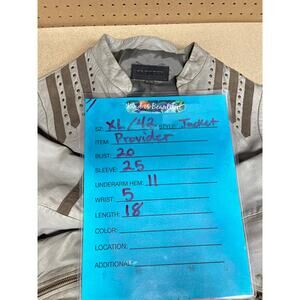 SZ: XL/42 STYLE: Jacket
ITEM: Provider
BUST: 20
SLEEVE: 25
UNDERARM HEM: 11
WRIST: 5
LENGTH: 18
COLOR:
LOCATION:
ADDITIONAL: